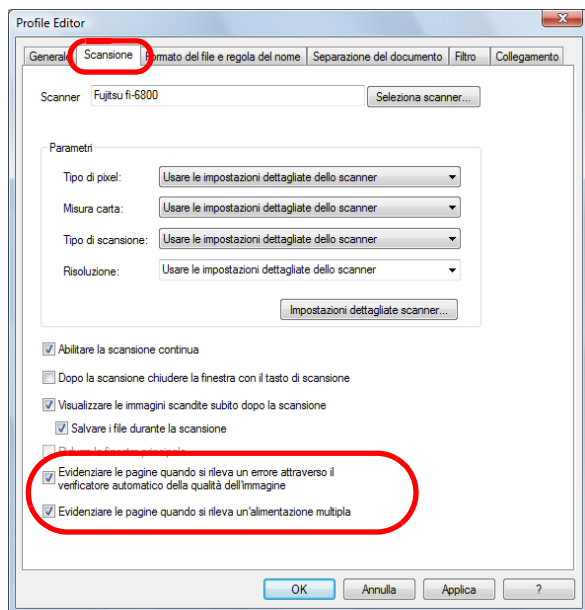 Profile Editor
Generale Scansione Formato del file e regola del nome Separazione del documento Filtro Collegamento
Scanner Fujitsu fi-6800 Seleziona scanner...
Parametri
Tipo di pixel: Usare le impostazioni dettagliate dello scanner
Misura carta: Usare le impostazioni dettagliate dello scanner
Tipo di scansione: Usare le impostazioni dettagliate dello scanner
Risoluzione: Usare le impostazioni dettagliate dello scanner
Impostazioni dettagliate scanner...
Abilitare la scansione continua
Dopo la scansione chiudere la finestra con il tasto di scansione
Visualizzare le immagini scandite subito dopo la scansione
Salvare i file durante la scansione
Ridurre la finestra principale
Evidenziare le pagine quando si rileva un errore attraverso il
verificatore automatico della qualità dell'immagine
Evidenziare le pagine quando si rileva un'alimentazione multipla
OK Annulla Applica ?